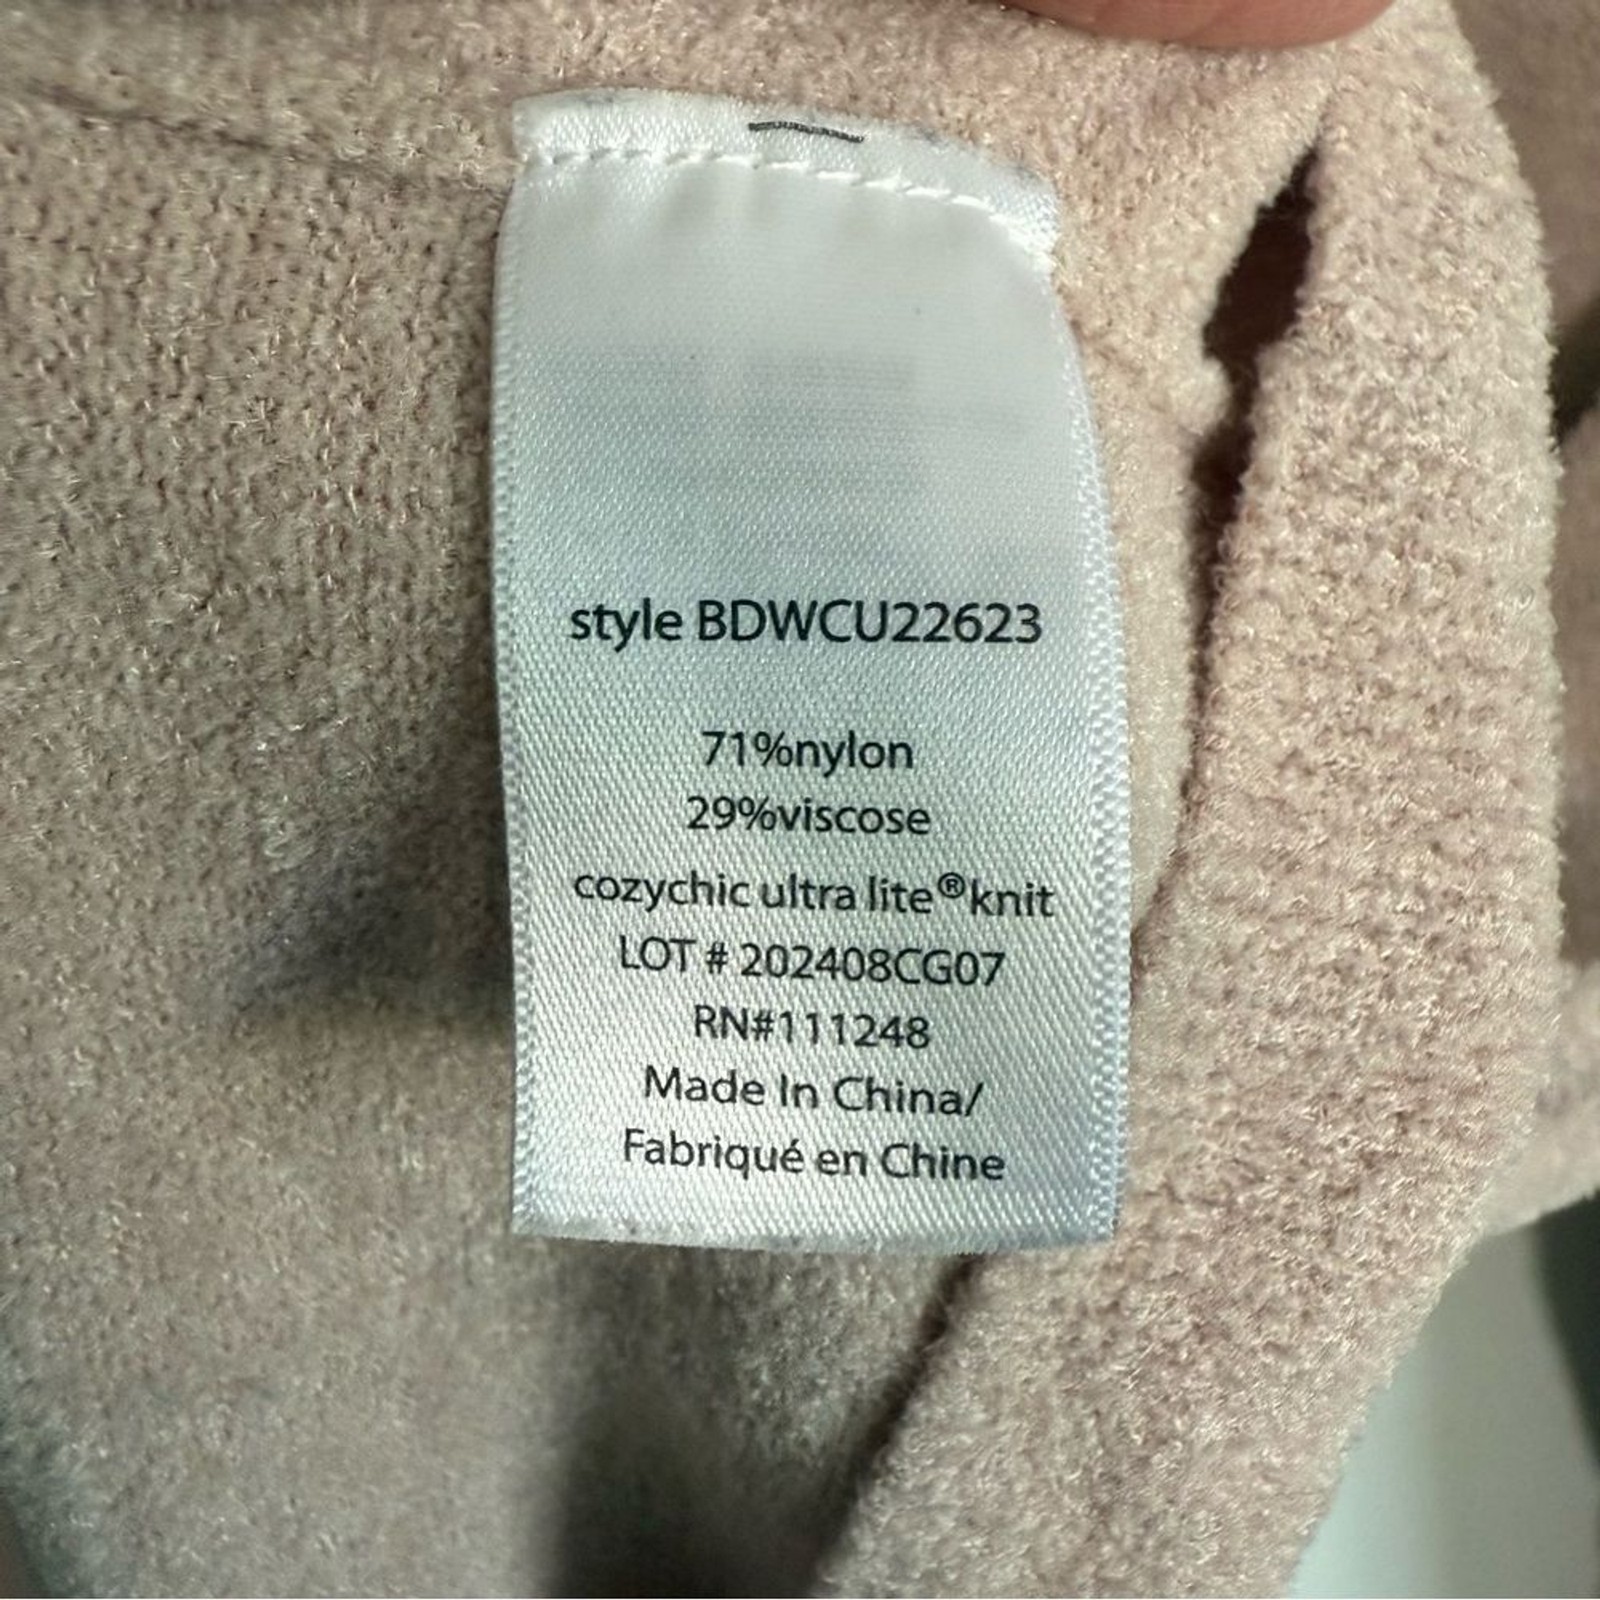 style BDWCU22623
71%nylon
29%viscose
cozychic ultra lite®knit
LOT # 202408CG07
RN#111248
Made In China/
Fabriqué en Chine